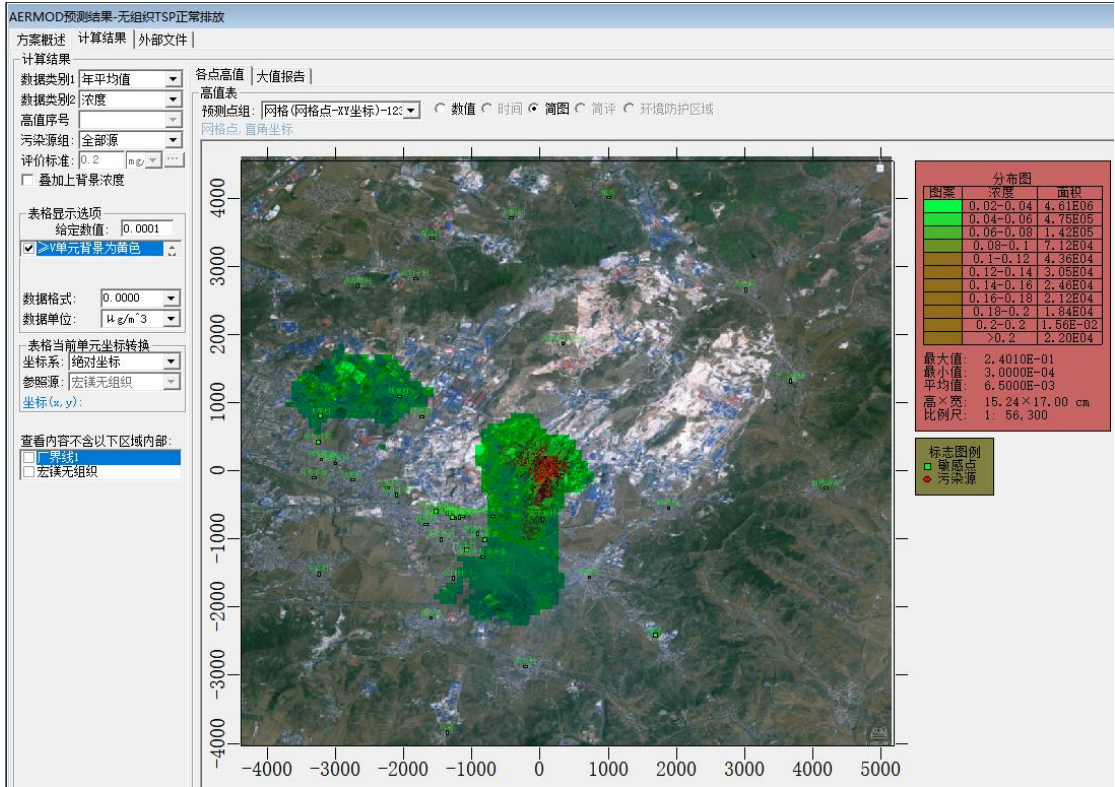 AERMOD预测结果-无组织TSP正常排放
方案概述 计算结果 外部文件
计算结果
数据类别1 年平均值
数据类别2 浓度
高值序号
污染源组: 全部源
评价标准: 0.2 mg/ ...
叠加上背景浓度
表格显示选项
给定数值: 0.0001
≥V单元背景为黄色
数据格式: 0.0000
数据单位: μg/m^3
表格当前单元坐标转换
坐标系: 绝对坐标
参照源: 宏镁无组织
坐标(x,y):
查看内容不含以下区域内部:
厂界线1
宏镁无组织
各点高值 大值报告
高值表
预测点组: 网格(网格点-XY坐标)-123 数值 时间 简图 简评 环境防护区域
网格点,直角坐标
4000
3000
2000
1000
0
-1000
-2000
-3000
-4000
-4000 -3000 -2000 -1000 0 1000 2000 3000 4000 5000
分布图
图案 浓度 面积
0.02-0.04 4.61E06
0.04-0.06 4.75E05
0.06-0.08 1.42E05
0.08-0.1 7.12E04
0.1-0.12 4.36E04
0.12-0.14 3.05E04
0.14-0.16 2.46E04
0.16-0.18 2.12E04
0.18-0.2 1.84E04
0.2-0.2 1.56E-02
>0.2 2.20E04
最大值: 2.4010E-01
最小值: 3.0000E-04
平均值: 6.5000E-03
高×宽: 15.24×17.00 cm
比例尺: 1: 56,300
标志图例
敏感点
污染源